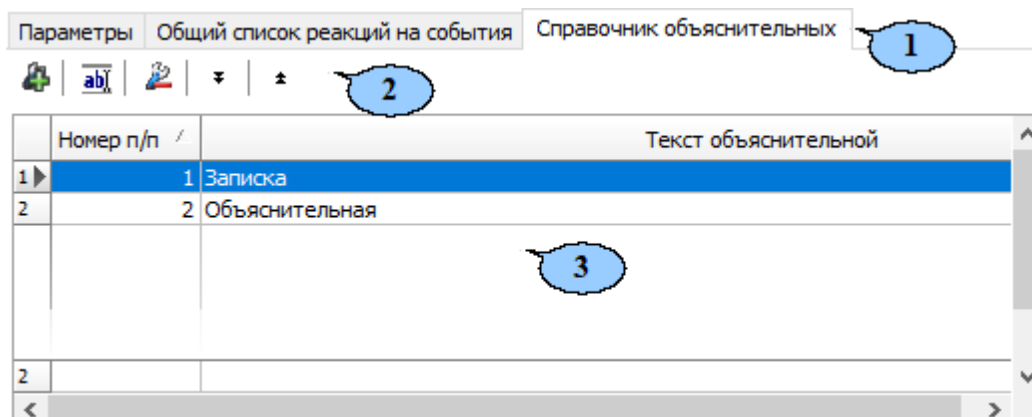 Параметры Общий список реакций на события Справочник объяснительных
1
ab
2
Номер п/п Текст объяснительной
1 1 Записка
2 2 Объяснительная
3
2